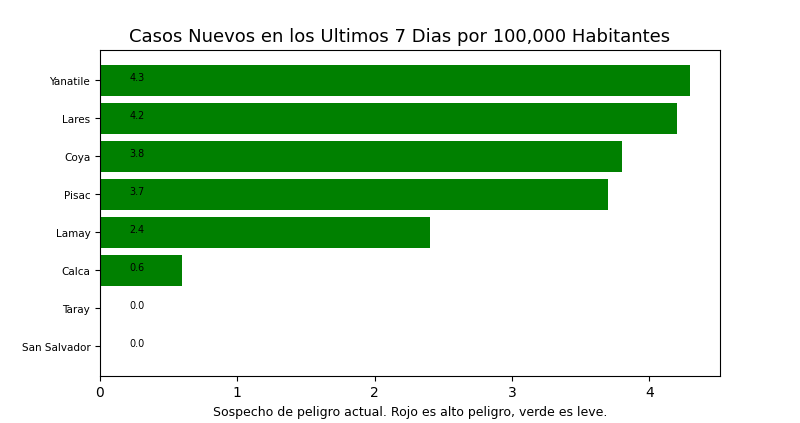 Casos Nuevos en los Ultimos 7 Dias por 100,000 Habitantes
Yanatile 4.3
Lares 4.2
Coya 3.8
Pisac 3.7
Lamay 2.4
Calca 0.6
Taray 0.0
San Salvador 0.0
0 1 2 3 4
Sospecho de peligro actual. Rojo es alto peligro, verde es leve.